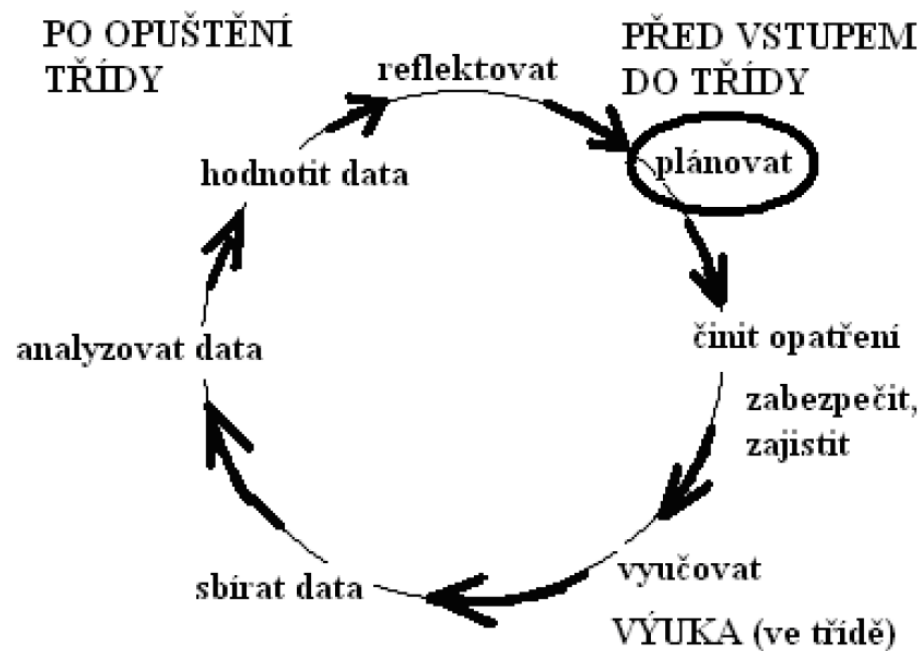 PO OPUŠTĚNÍ
TŘÍDY
reflektovat
PŘED VSTUPEM
DO TŘÍDY
plánovat
hodnotit data
analyzovat data
činit opatření
zabezpečit,
zajistit
sbírat data
vyučovat
VÝUKA (ve třídě)